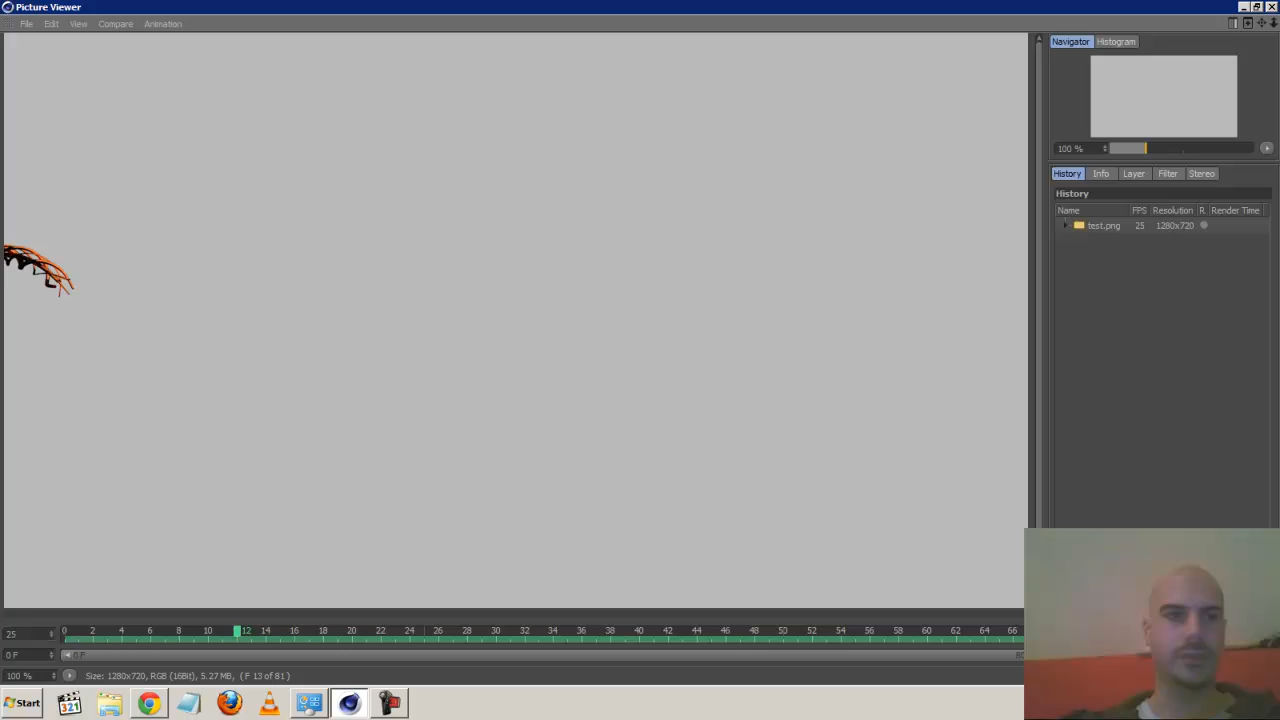 Picture Viewer
File Edit View Compare Animation
Navigator Histogram
100 %
History Info Layer Filter Stereo
History
Name FPS Resolution R Render Time
test.png 25 1280x720
25 0 2 4 6 8 10 12 14 16 18 20 22 24 26 28 30 32 34 36 38 40 42 44 46 48 50 52 54 56 58 60 62 64 66
0 F 0 F
100 % Size: 1280x720, RGB (16Bit), 5.27 MB, ( F 13 of 81 )
Start 321